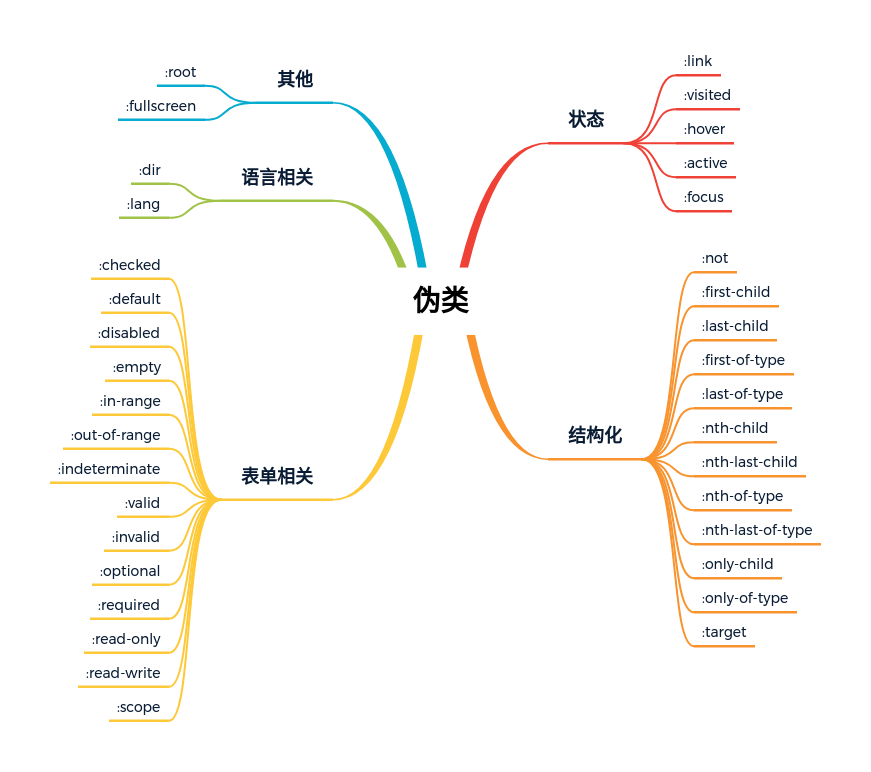 伪类
其他
:root
:fullscreen
语言相关
:dir
:lang
表单相关
:checked
:default
:disabled
:empty
:in-range
:out-of-range
:indeterminate
:valid
:invalid
:optional
:required
:read-only
:read-write
:scope
状态
:link
:visited
:hover
:active
:focus
结构化
:not
:first-child
:last-child
:first-of-type
:last-of-type
:nth-child
:nth-last-child
:nth-of-type
:nth-last-of-type
:only-child
:only-of-type
:target